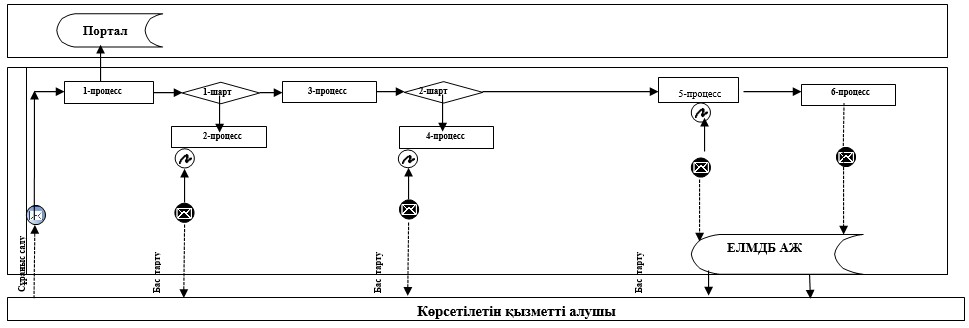 Портал
1-процесс
1-шарт
3-процесс
2-шарт
5-процесс
6-процесс
2-процесс
4-процесс
Сұраныс салу
Бас тарту
Бас тарту
Бас тарту
ЕЛМДБ АЖ
Көрсетілетін қызметті алушы